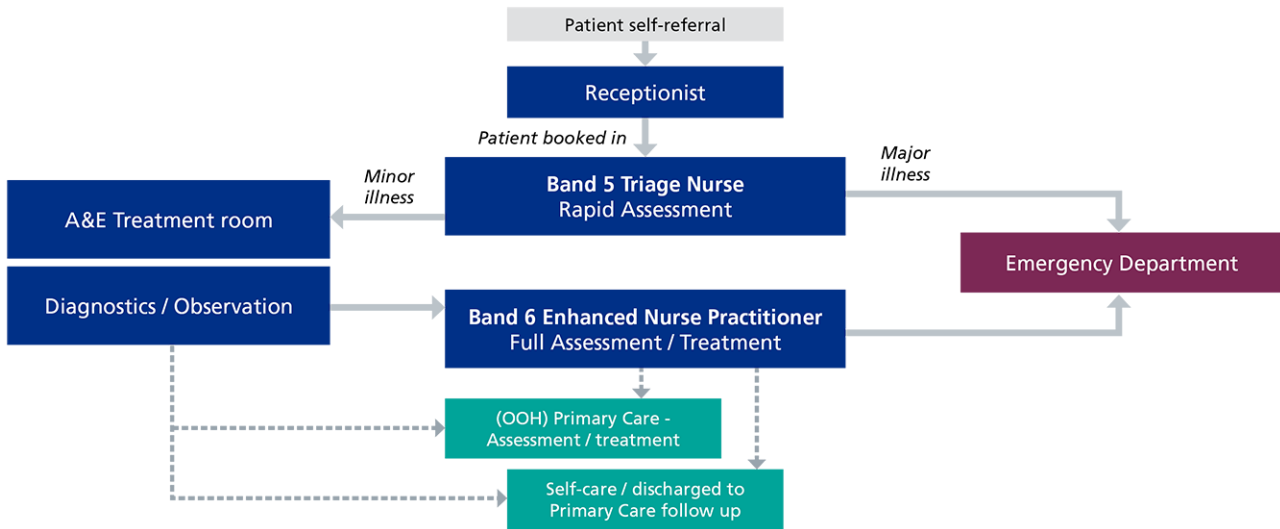 Patient self-referral
Receptionist
Patient booked in
Minor
illness
Major
illness
Band 5 Triage Nurse
Rapid Assessment
A&E Treatment room
Emergency Department
Diagnostics / Observation
Band 6 Enhanced Nurse Practitioner
Full Assessment / Treatment
(OOH) Primary Care -
Assessment / treatment
Self-care / discharged to
Primary Care follow up